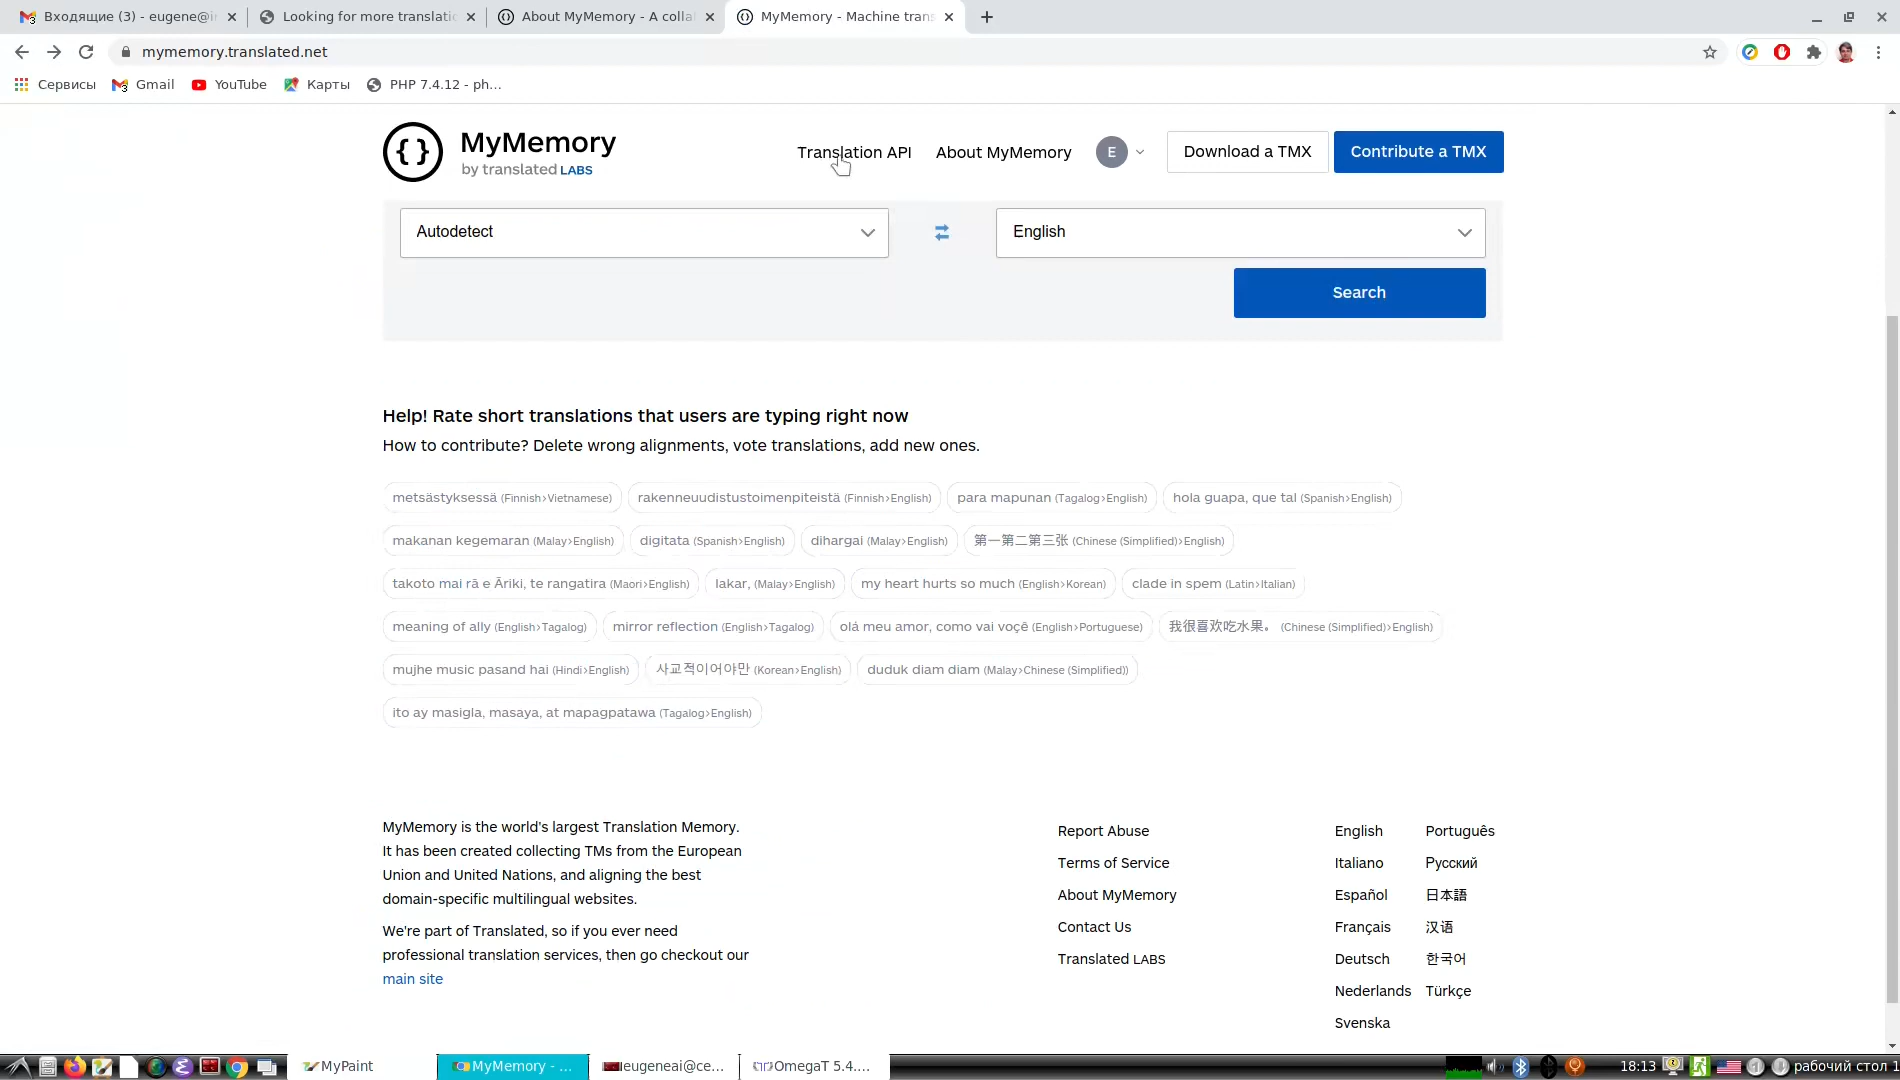 Входящие (3) - eugene@i
Looking for more translatio
About MyMemory - A colla
MyMemory - Machine trans
mymemory.translated.net
Сервисы
Gmail
YouTube
Карты
PHP 7.4.12 - ph...
MyMemory
by translated LABS
Translation API
About MyMemory
E
Download a TMX
Contribute a TMX
Autodetect
English
Search
Help! Rate short translations that users are typing right now
How to contribute? Delete wrong alignments, vote translations, add new ones.
metsästyksessä (Finnish>Vietnamese)
rakenneuudistustoimenpiteistä (Finnish>English)
para mapunan (Tagalog>English)
hola guapa, que tal (Spanish>English)
makanan kegemaran (Malay>English)
digitata (Spanish>English)
dihargai (Malay>English)
第一第二第三张 (Chinese (Simplified)>English)
takoto mai rā e Āriki, te rangatira (Maori>English)
lakar, (Malay>English)
my heart hurts so much (English>Korean)
clade in spem (Latin>Italian)
meaning of ally (English>Tagalog)
mirror reflection (English>Tagalog)
olá meu amor, como vai voçê (English>Portuguese)
我很喜欢吃水果。 (Chinese (Simplified)>English)
mujhe music pasand hai (Hindi>English)
사교적이어야만 (Korean>English)
duduk diam diam (Malay>Chinese (Simplified))
ito ay masigla, masaya, at mapagpatawa (Tagalog>English)
MyMemory is the world's largest Translation Memory.
It has been created collecting TMs from the European
Union and United Nations, and aligning the best
domain-specific multilingual websites.
We're part of Translated, so if you ever need
professional translation services, then go checkout our
main site
Report Abuse
Terms of Service
About MyMemory
Contact Us
Translated LABS
English
Italiano
Español
Français
Deutsch
Nederlands
Svenska
Português
Русский
日本語
汉语
한국어
Türkçe
MyPaint
MyMemory - ...
eugeneai@ce...
OmegaT 5.4....
18:13
рабочий стол 1